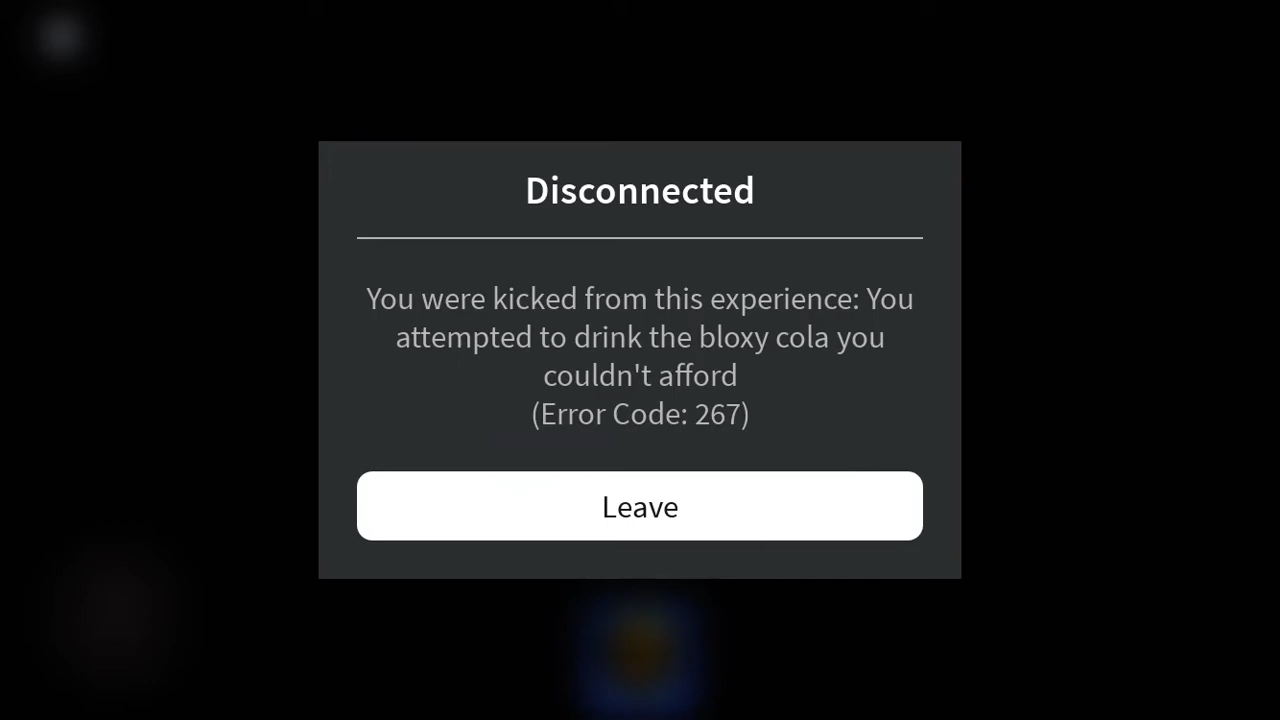 Disconnected
You were kicked from this experience: You
attempted to drink the bloxy cola you
couldn't afford
(Error Code: 267)
Leave